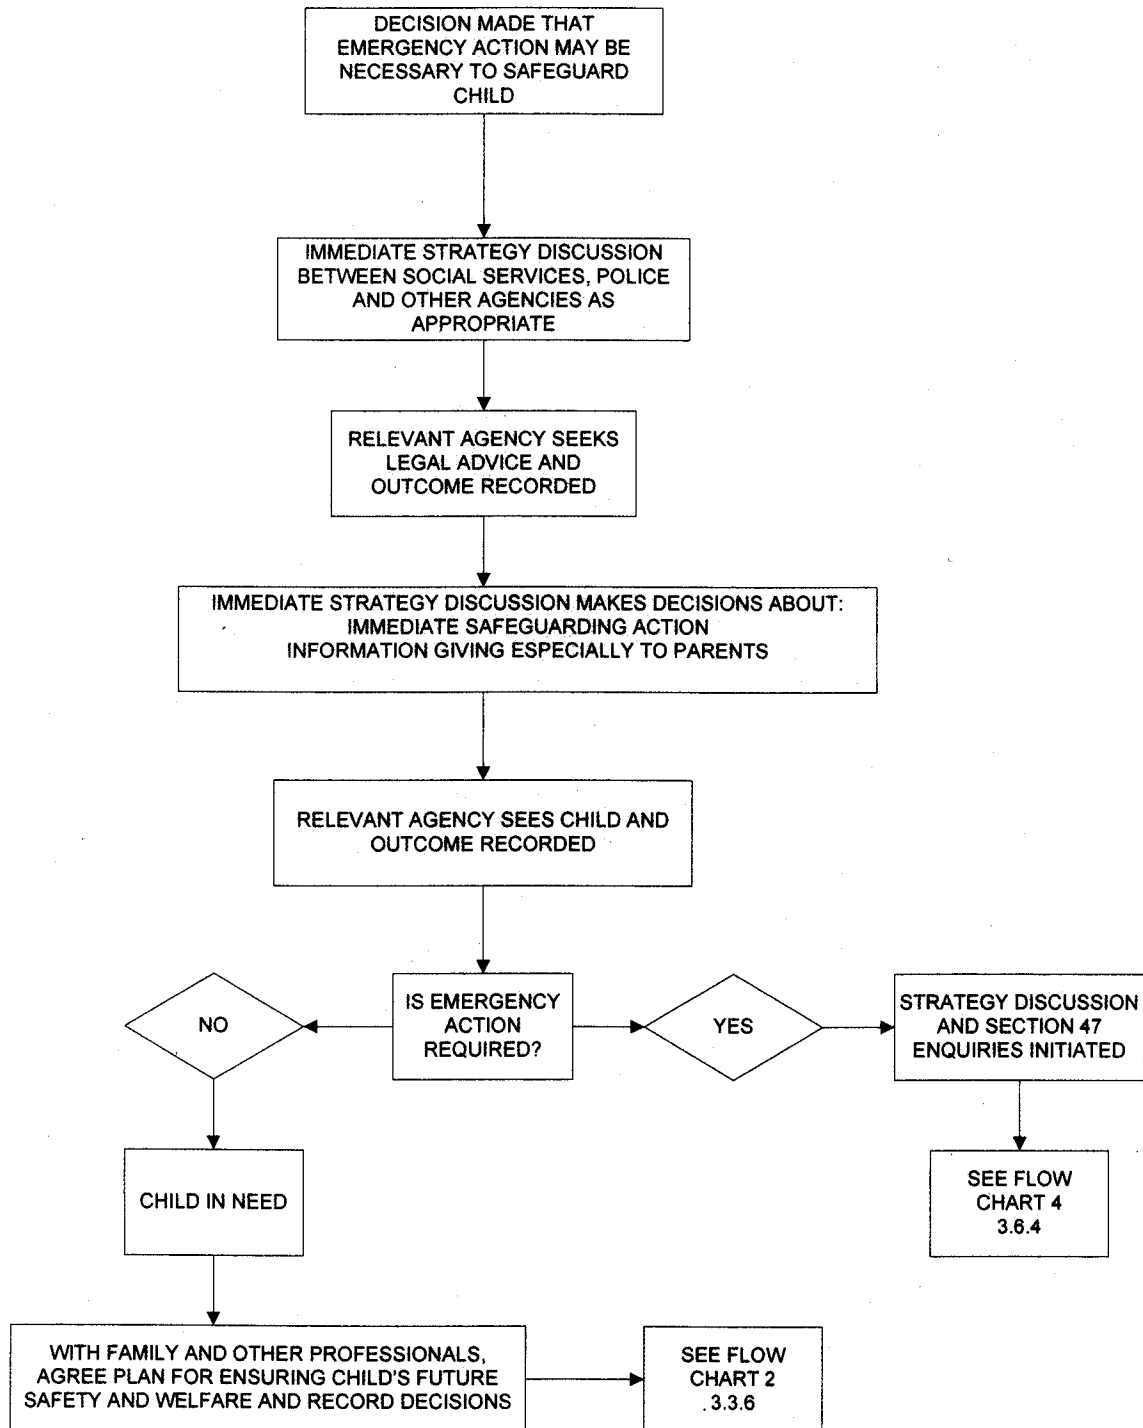 DECISION MADE THAT
EMERGENCY ACTION MAY BE
NECESSARY TO SAFEGUARD
CHILD
IMMEDIATE STRATEGY DISCUSSION
BETWEEN SOCIAL SERVICES, POLICE
AND OTHER AGENCIES AS
APPROPRIATE
RELEVANT AGENCY SEEKS
LEGAL ADVICE AND
OUTCOME RECORDED
IMMEDIATE STRATEGY DISCUSSION MAKES DECISIONS ABOUT:
IMMEDIATE SAFEGUARDING ACTION
INFORMATION GIVING ESPECIALLY TO PARENTS
RELEVANT AGENCY SEES CHILD AND
OUTCOME RECORDED
NO
IS EMERGENCY
ACTION
REQUIRED?
YES
STRATEGY DISCUSSION
AND SECTION 47
ENQUIRIES INITIATED
CHILD IN NEED
SEE FLOW
CHART 4
3.6.4
WITH FAMILY AND OTHER PROFESSIONALS,
AGREE PLAN FOR ENSURING CHILD'S FUTURE
SAFETY AND WELFARE AND RECORD DECISIONS
SEE FLOW
CHART 2
3.3.6